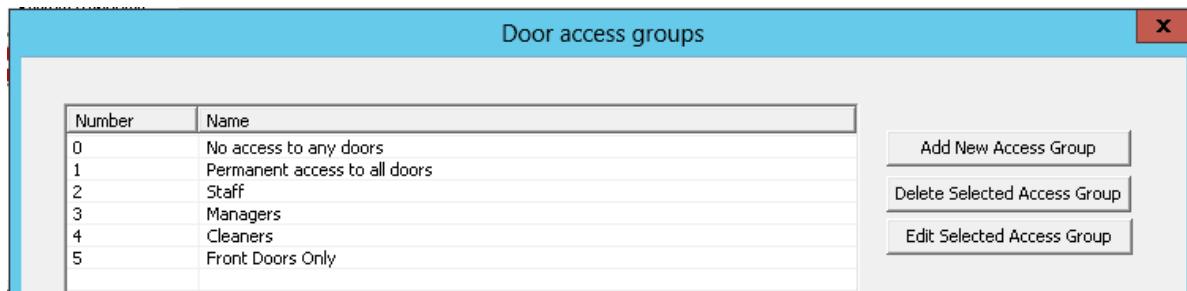 Door access groups
x
Number Name
0 No access to any doors
1 Permanent access to all doors
2 Staff
3 Managers
4 Cleaners
5 Front Doors Only
Add New Access Group
Delete Selected Access Group
Edit Selected Access Group